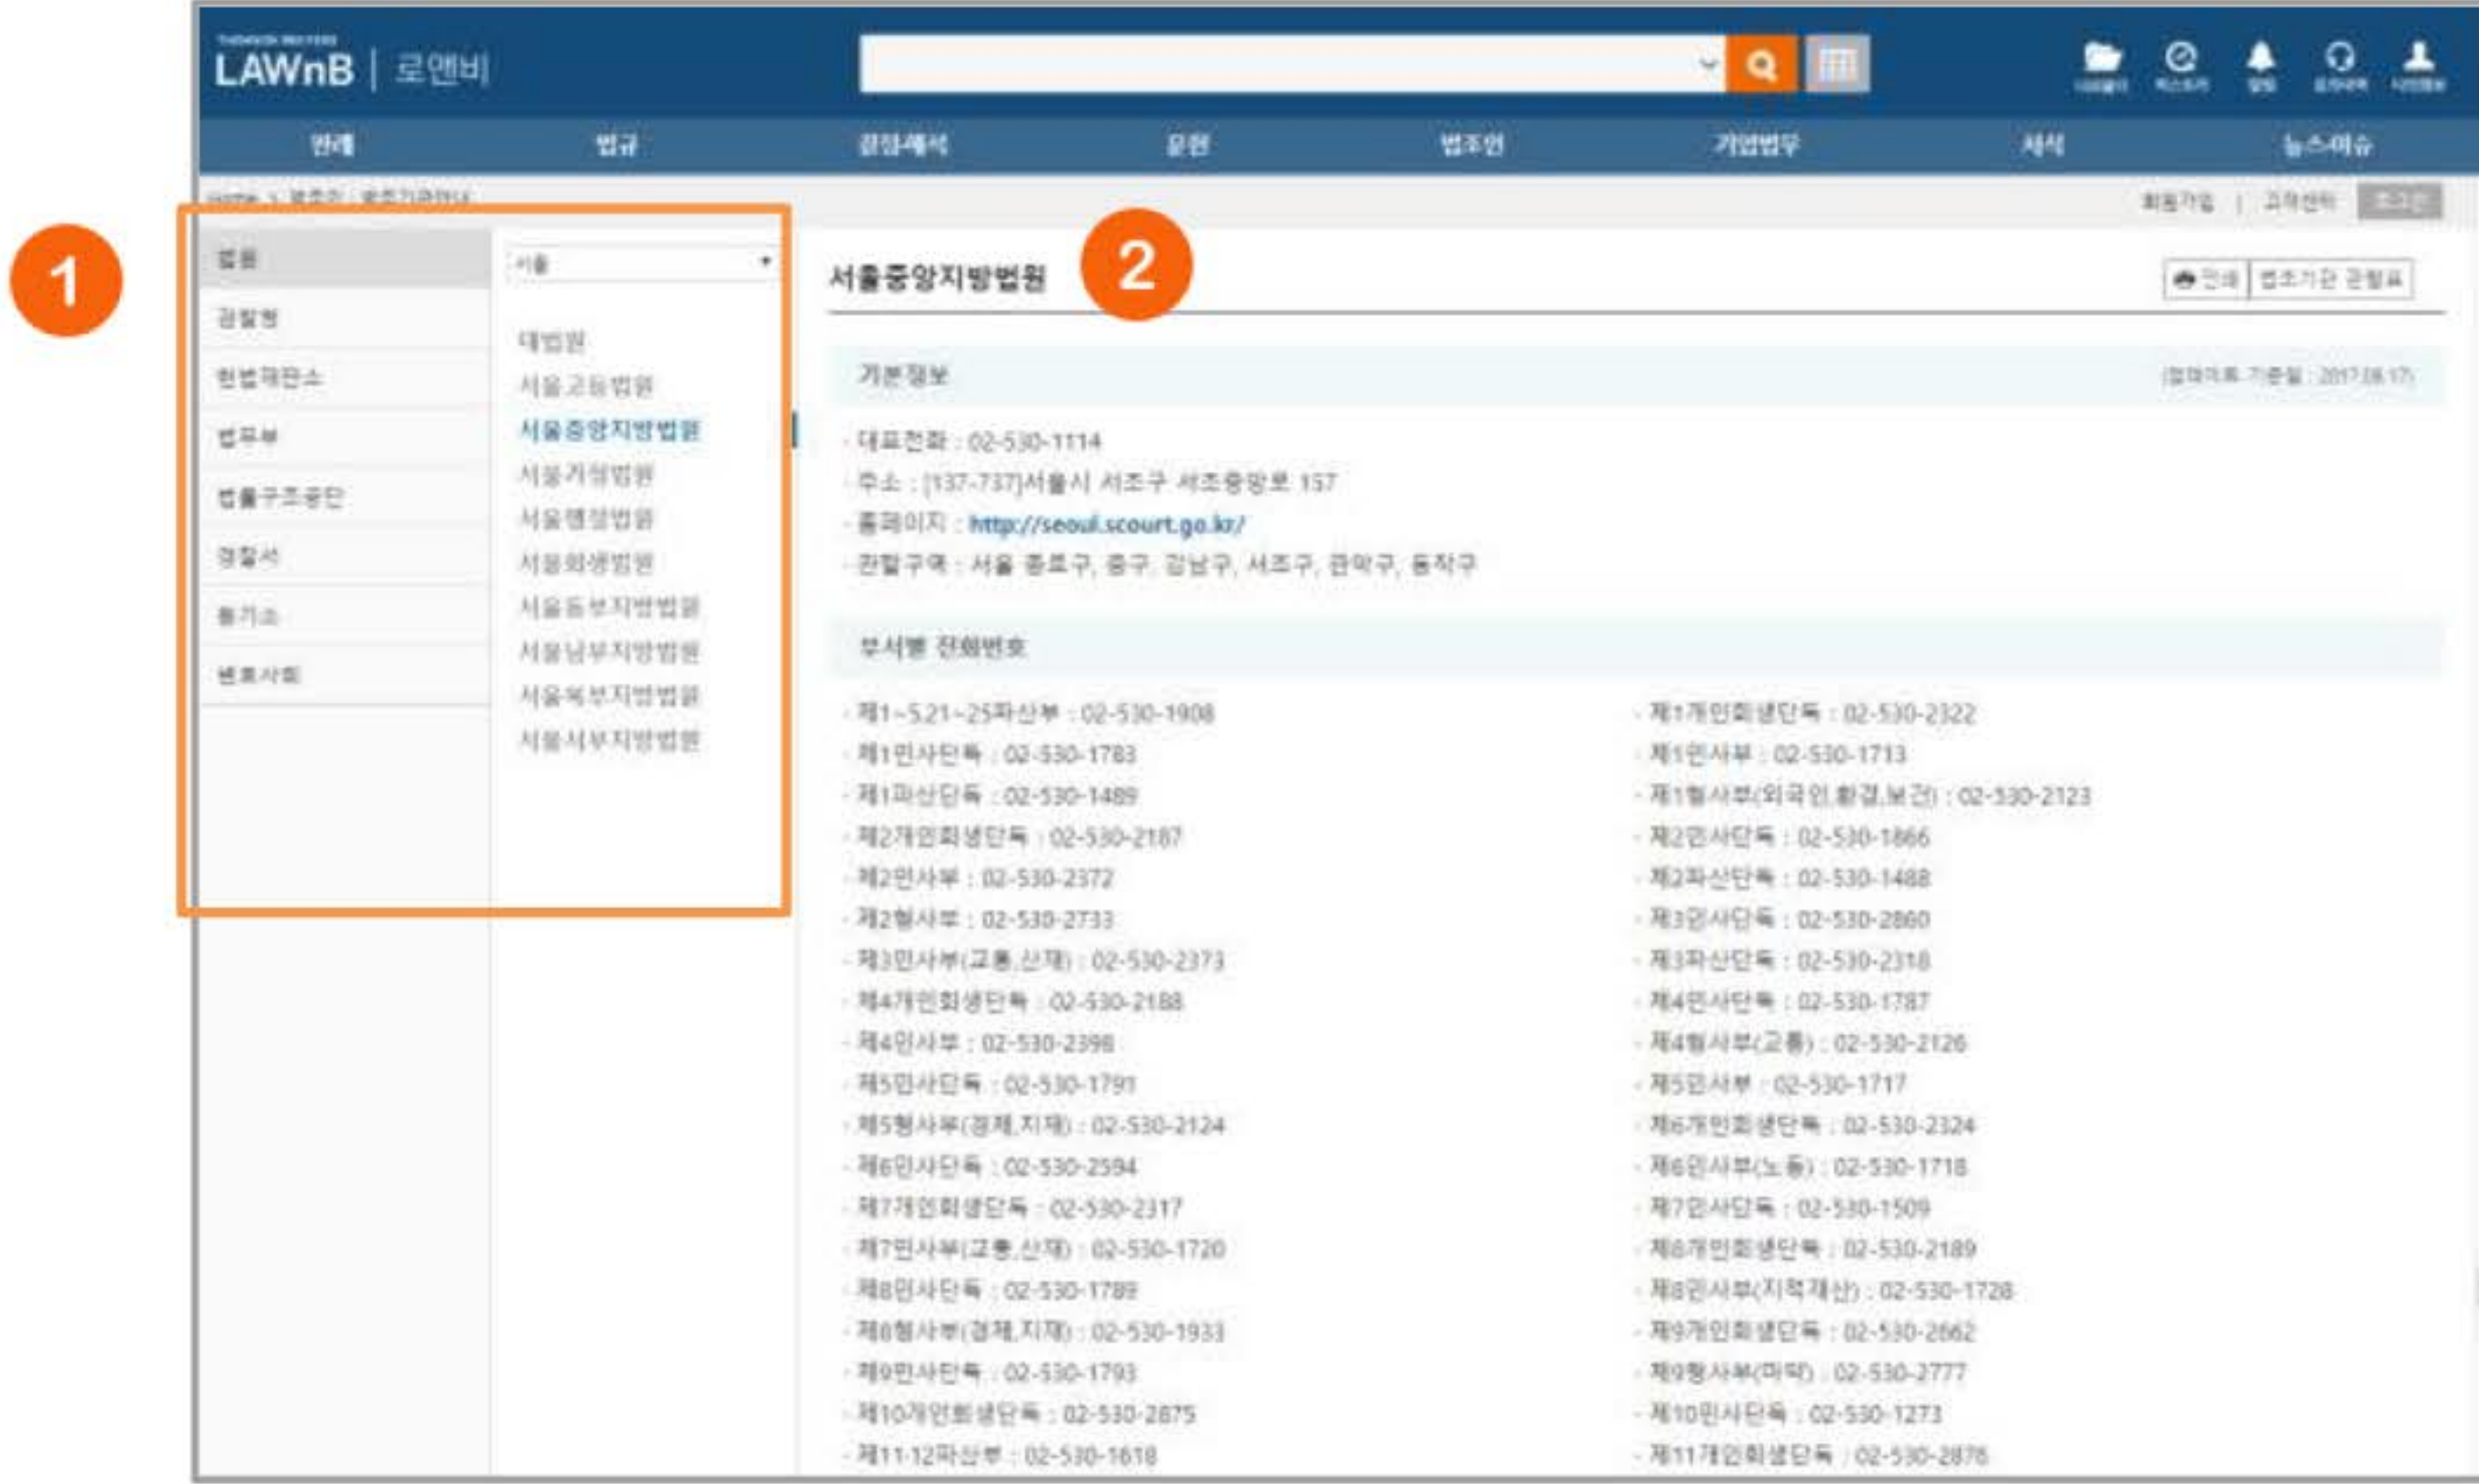 THOMSON REUTERS
LAWnB | 로앤비
판례 법규 결정·해석 문헌 법조인 기업법무 서식 뉴스·이슈
Home > 법조인 : 법조기관안내
회원가입 | 고객센터 로그인
1
법원
검찰청
헌법재판소
법무부
법률구조공단
경찰서
등기소
변호사회
서울
대법원
서울고등법원
서울중앙지방법원
서울가정법원
서울행정법원
서울회생법원
서울동부지방법원
서울남부지방법원
서울북부지방법원
서울서부지방법원
서울중앙지방법원
2
인쇄 법조기관 관할표
기본정보
(업데이트 기준일 : 2017.08.17)
· 대표전화 : 02-530-1114
· 주소 : [137-737]서울시 서초구 서초중앙로 157
· 홈페이지 : http://seoul.scourt.go.kr/
· 관할구역 : 서울 종로구, 중구, 강남구, 서초구, 관악구, 동작구
부서별 전화번호
· 제1~5,21~25파산부 : 02-530-1908
· 제1개인회생단독 : 02-530-2322
· 제1민사단독 : 02-530-1783
· 제1민사부 : 02-530-1713
· 제1파산단독 : 02-530-1489
· 제1형사부(외국인,환경,보건) : 02-530-2123
· 제2개인회생단독 : 02-530-2187
· 제2민사단독 : 02-530-1866
· 제2민사부 : 02-530-2372
· 제2파산단독 : 02-530-1488
· 제2형사부 : 02-530-2733
· 제3민사단독 : 02-530-2860
· 제3민사부(교통,산재) : 02-530-2373
· 제3파산단독 : 02-530-2318
· 제4개인회생단독 : 02-530-2188
· 제4민사단독 : 02-530-1787
· 제4민사부 : 02-530-2398
· 제4형사부(교통) : 02-530-2126
· 제5민사단독 : 02-530-1791
· 제5민사부 : 02-530-1717
· 제5형사부(경제,지재) : 02-530-2124
· 제6개인회생단독 : 02-530-2324
· 제6민사단독 : 02-530-2594
· 제6민사부(노동) : 02-530-1718
· 제7개인회생단독 : 02-530-2317
· 제7민사단독 : 02-530-1509
· 제7민사부(교통,산재) : 02-530-1720
· 제8개인회생단독 : 02-530-2189
· 제8민사단독 : 02-530-1789
· 제8민사부(지적재산) : 02-530-1728
· 제8형사부(경제,지재) : 02-530-1933
· 제9개인회생단독 : 02-530-2662
· 제9민사단독 : 02-530-1793
· 제9형사부(마약) : 02-530-2777
· 제10개인회생단독 : 02-530-2875
· 제10민사단독 : 02-530-1273
· 제11·12파산부 : 02-530-1618
· 제11개인회생단독 : 02-530-2876